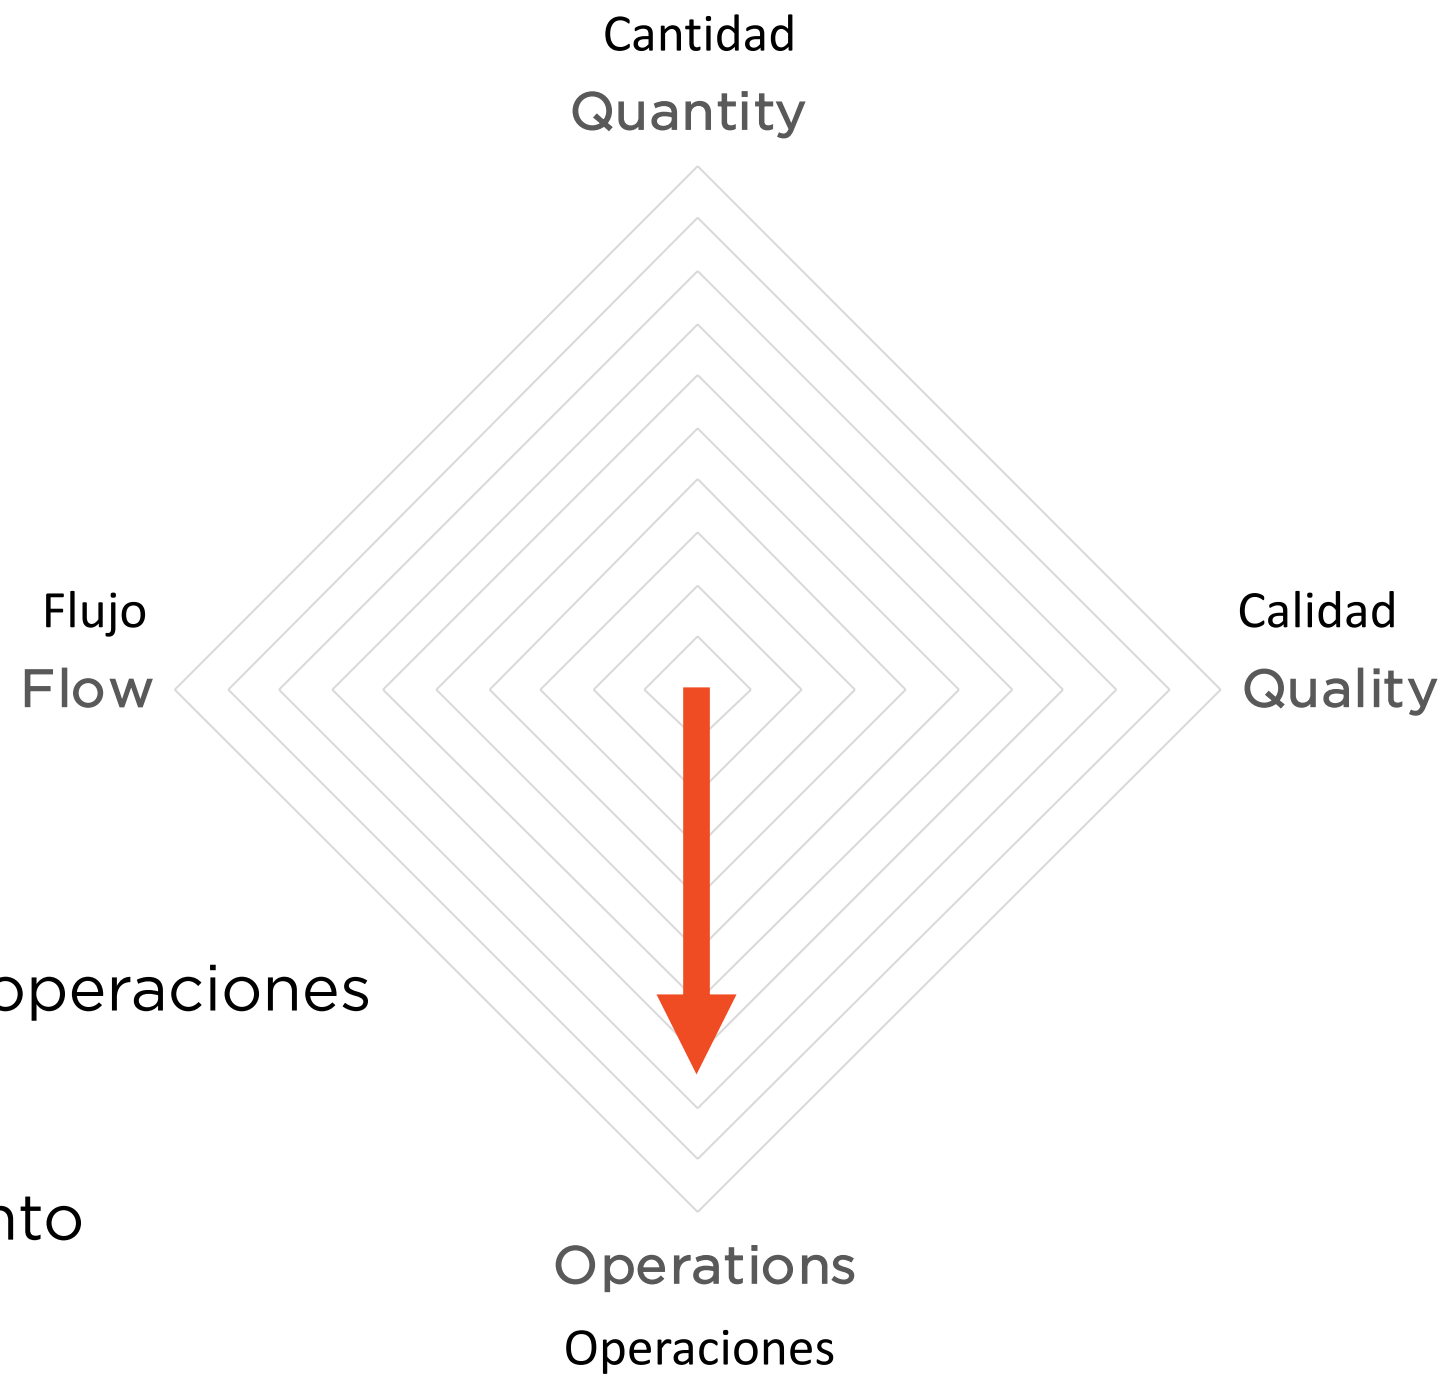 Cantidad
Quantity
Flujo
Flow
Calidad
Quality
operaciones
nto
Operations
Operaciones